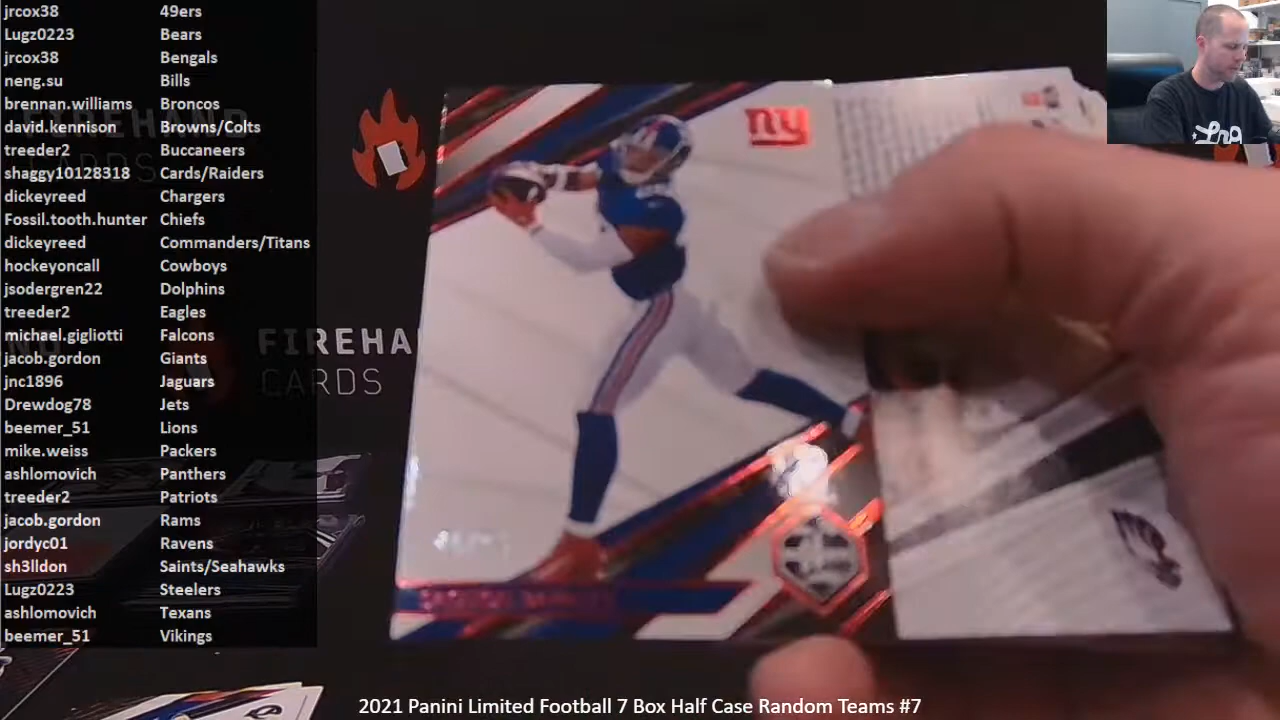 jrcox38 49ers
Lugz0223 Bears
jrcox38 Bengals
neng.su Bills
brennan.williams Broncos
david.kennison Browns/Colts
treeder2 Buccaneers
shaggy10128318 Cards/Raiders
dickeyreed Chargers
Fossil.tooth.hunter Chiefs
dickeyreed Commanders/Titans
hockeyoncall Cowboys
jsodergren22 Dolphins
treeder2 Eagles
michael.gigliotti Falcons
jacob.gordon Giants
jnc1896 Jaguars
Drewdog78 Jets
beemer_51 Lions
mike.weiss Packers
ashlomovich Panthers
treeder2 Patriots
jacob.gordon Rams
jordyc01 Ravens
sh3lldon Saints/Seahawks
Lugz0223 Steelers
ashlomovich Texans
beemer_51 Vikings
FIREHAND
CARDS
FIREHA
CARDS
ny
2021 Panini Limited Football 7 Box Half Case Random Teams #7